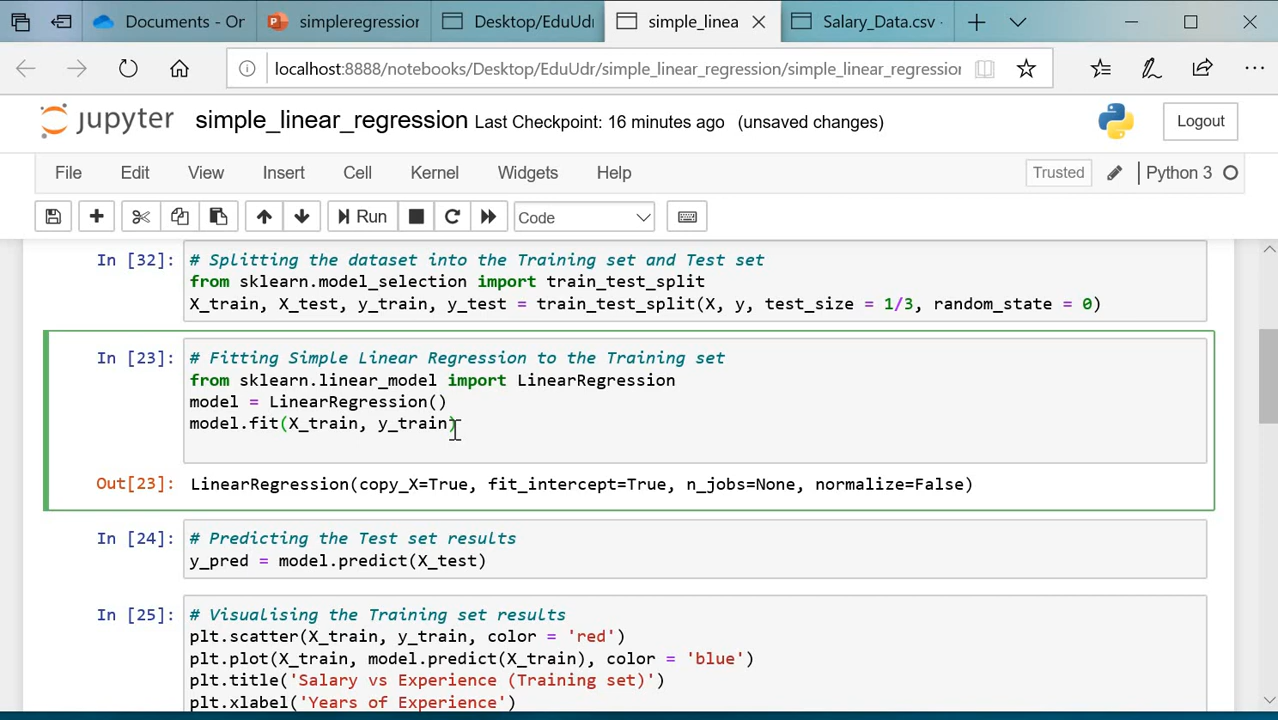 Documents - Or
simpleregression
Desktop/EduUdr
simple_linea
Salary_Data.csv -
localhost:8888/notebooks/Desktop/EduUdr/simple_linear_regression/simple_linear_regression
jupyter
simple_linear_regression Last Checkpoint: 16 minutes ago (unsaved changes)
Logout
File Edit View Insert Cell Kernel Widgets Help
Trusted
Python 3
Run
Code
In [32]: # Splitting the dataset into the Training set and Test set
from sklearn.model_selection import train_test_split
X_train, X_test, y_train, y_test = train_test_split(X, y, test_size = 1/3, random_state = 0)
In [23]: # Fitting Simple Linear Regression to the Training set
from sklearn.linear_model import LinearRegression
model = LinearRegression()
model.fit(X_train, y_train)
Out[23]: LinearRegression(copy_X=True, fit_intercept=True, n_jobs=None, normalize=False)
In [24]: # Predicting the Test set results
y_pred = model.predict(X_test)
In [25]: # Visualising the Training set results
plt.scatter(X_train, y_train, color = 'red')
plt.plot(X_train, model.predict(X_train), color = 'blue')
plt.title('Salary vs Experience (Training set)')
plt.xlabel('Years of Experience')